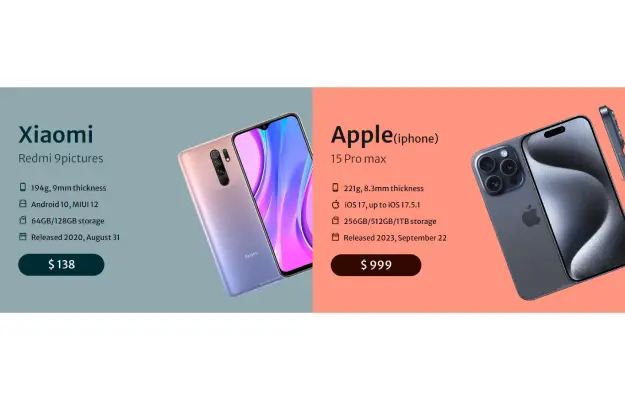 Xiaomi
Redmi 9pictures
194g, 9mm thickness
Android 10, MIUI 12
64GB/128GB storage
Released 2020, August 31
$ 138
Redmi
Apple(iphone)
15 Pro max
221g, 8.3mm thickness
iOS 17, up to iOS 17.5.1
256GB/512GB/1TB storage
Released 2023, September 22
$ 999